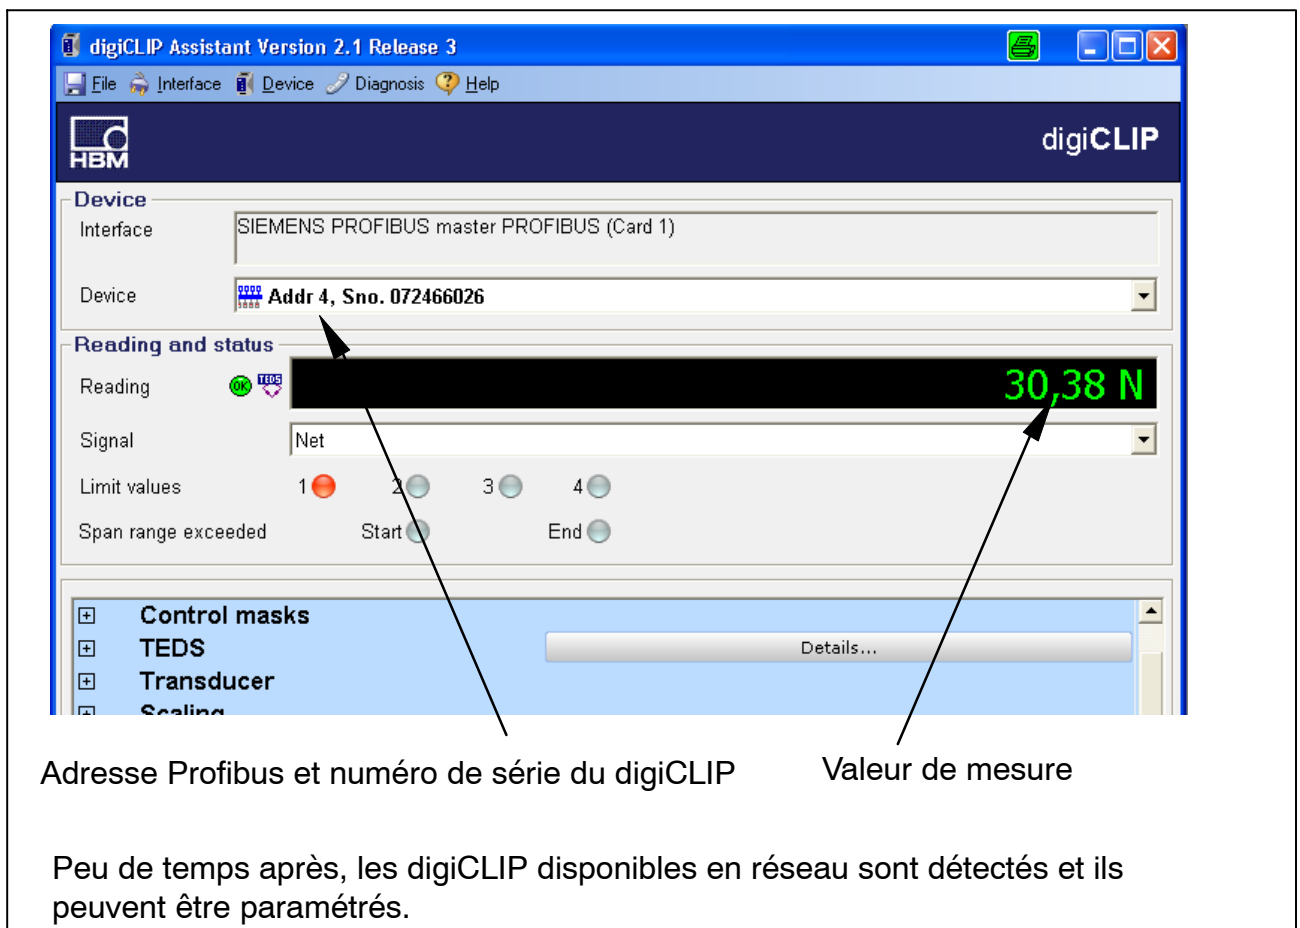 digiCLIP Assistant Version 2.1 Release 3
File Interface Device Diagnosis Help
HBM
digiCLIP
Device
Interface SIEMENS PROFIBUS master PROFIBUS (Card 1)
Device Addr 4, Sno. 072466026
Reading and status
Reading OK TEDS 30,38 N
Signal Net
Limit values 1 2 3 4
Span range exceeded Start End
Control masks
TEDS Details...
Transducer
Scaling
Adresse Profibus et numéro de série du digiCLIP Valeur de mesure
Peu de temps après, les digiCLIP disponibles en réseau sont détectés et ils
peuvent être paramétrés.